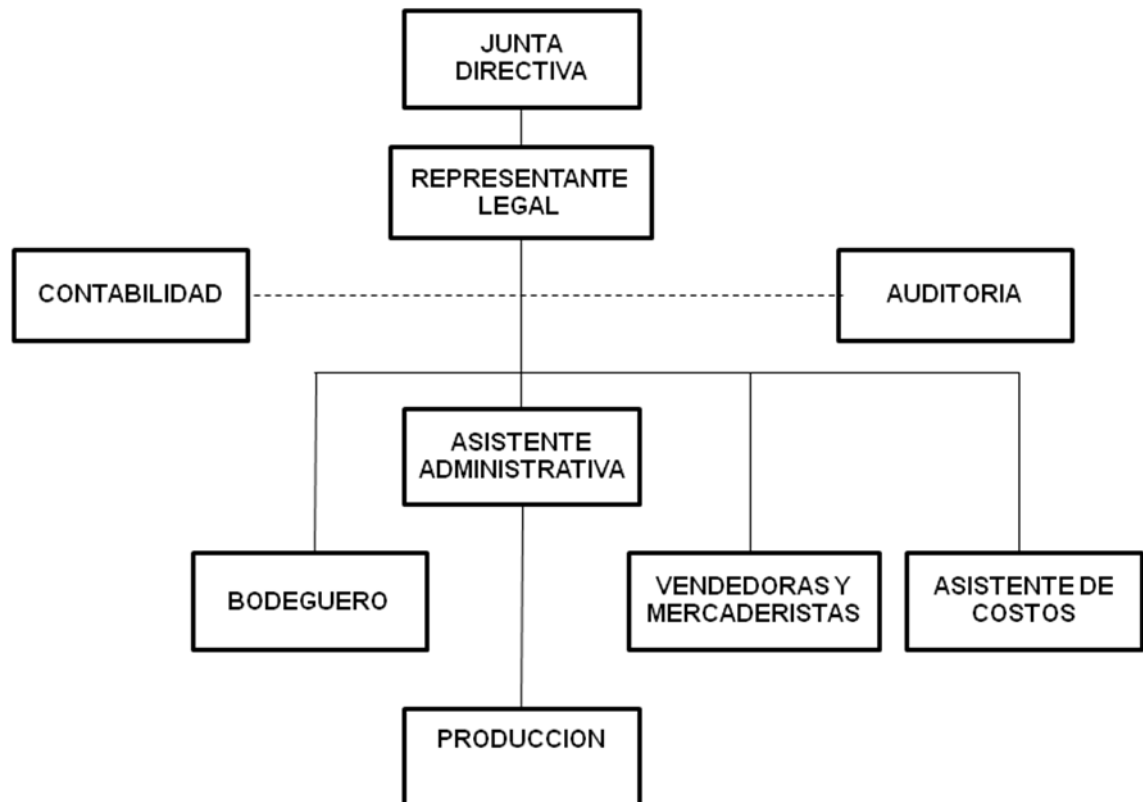 JUNTA
DIRECTIVA
REPRESENTANTE
LEGAL
CONTABILIDAD
AUDITORIA
ASISTENTE
ADMINISTRATIVA
BODEGUERO
VENDEDORAS Y
MERCADERISTAS
ASISTENTE DE
COSTOS
PRODUCCION